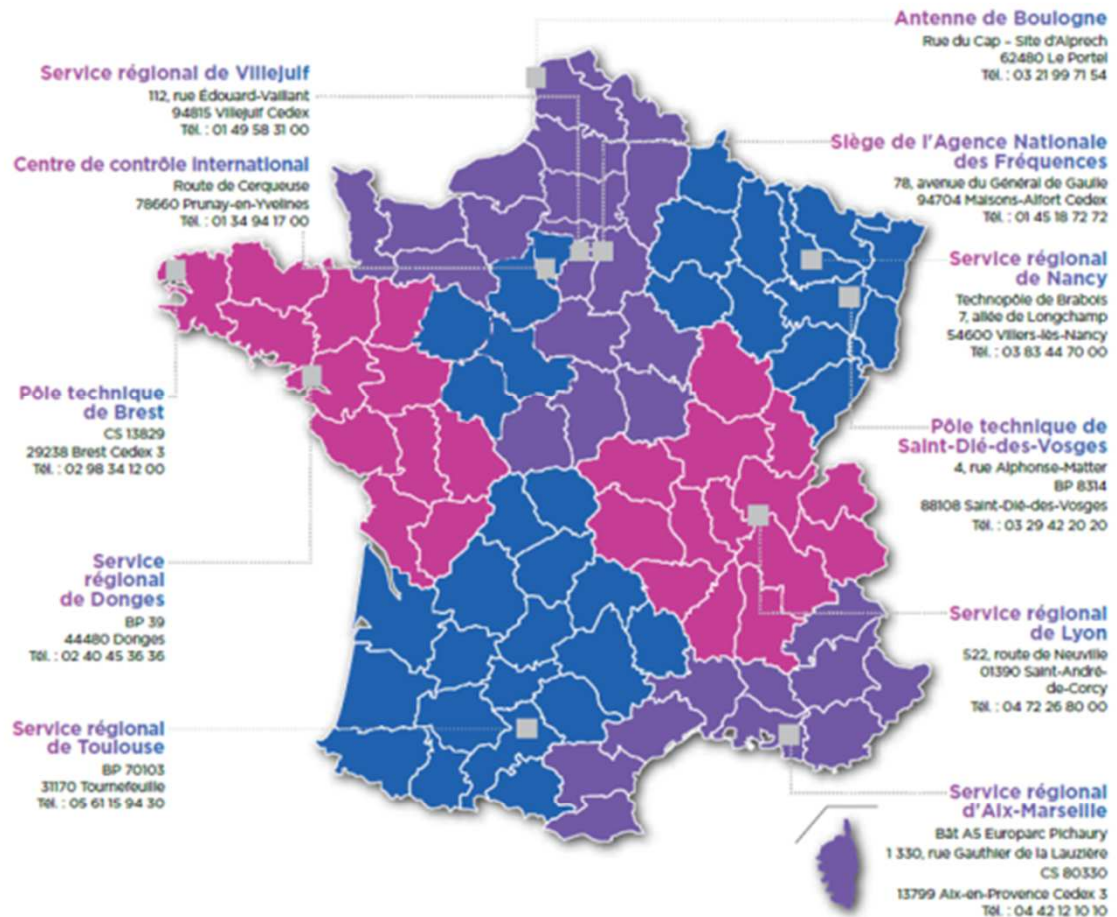 Antenne de Boulogne
Rue du Cap - Site d'Alprech
62480 Le Portel
Tél. : 03 21 99 71 54
Service régional de Villejuif
112, rue Édouard-Vaillant
94815 Villejuif Cedex
Tél. : 01 49 58 31 00
Siège de l'Agence Nationale
des Fréquences
78, avenue du Général de Gaulle
94704 Maisons-Alfort Cedex
Tél. : 01 45 18 72 72
Centre de contrôle International
Route de Cerqueuse
78660 Prunay-en-Yvelines
Tél. : 01 34 94 17 00
Service régional
de Nancy
Technopôle de Brabois
7, allée de Longchamp
54600 Villers-lès-Nancy
Tél. : 03 83 44 70 00
Pôle technique
de Brest
CS 13829
29238 Brest Cedex 3
Tél. : 02 98 34 12 00
Pôle technique de
Saint-Dié-des-Vosges
4, rue Alphonse-Matter
BP 8314
88108 Saint-Dié-des-Vosges
Tél. : 03 29 42 20 20
Service
régional
de Donges
BP 39
44480 Donges
Tél. : 02 40 45 36 36
Service régional
de Lyon
522, route de Neuville
01390 Saint-André-
de-Corcy
Tél. : 04 72 26 80 00
Service régional
de Toulouse
BP 70103
31170 Tournefeuille
Tél. : 05 61 15 94 30
Service régional
d'Aix-Marseille
Bât A5 Europarc Pichaury
1 330, rue Gauthier de la Lauzière
CS 80330
13799 Aix-en-Provence Cedex 3
Tél. : 04 42 12 10 10